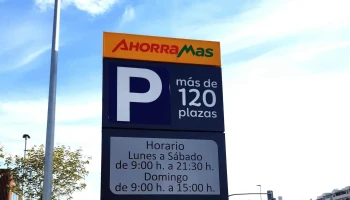 AHORRAMAS
P
más de
120
plazas
Horario
Lunes a Sábado
de 9:00 h. a 21:30 h.
Domingo
de 9:00 h. a 15:00 h.